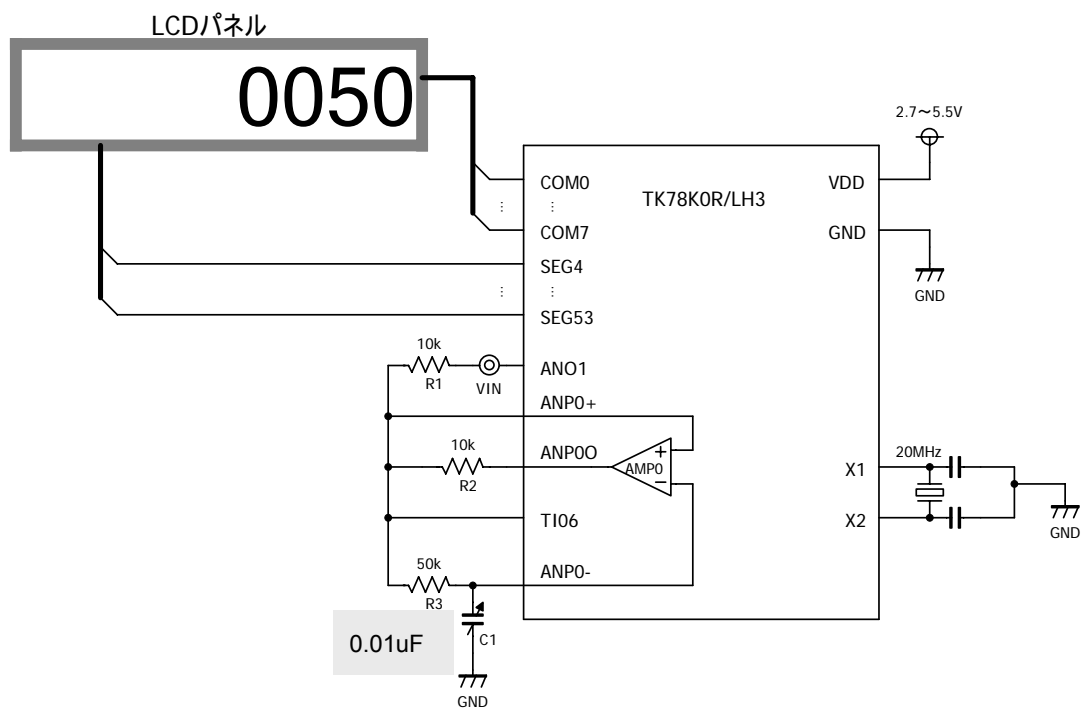 LCDパネル
0050
2.7～5.5V
TK78K0R/LH3
COM0
VDD
COM7
GND
SEG4
GND
SEG53
10k
R1
VIN
ANO1
ANP0+
10k
R2
ANP0O
AMP0
+
−
20MHz
X1
X2
GND
TI06
50k
R3
ANP0-
0.01uF
C1
GND